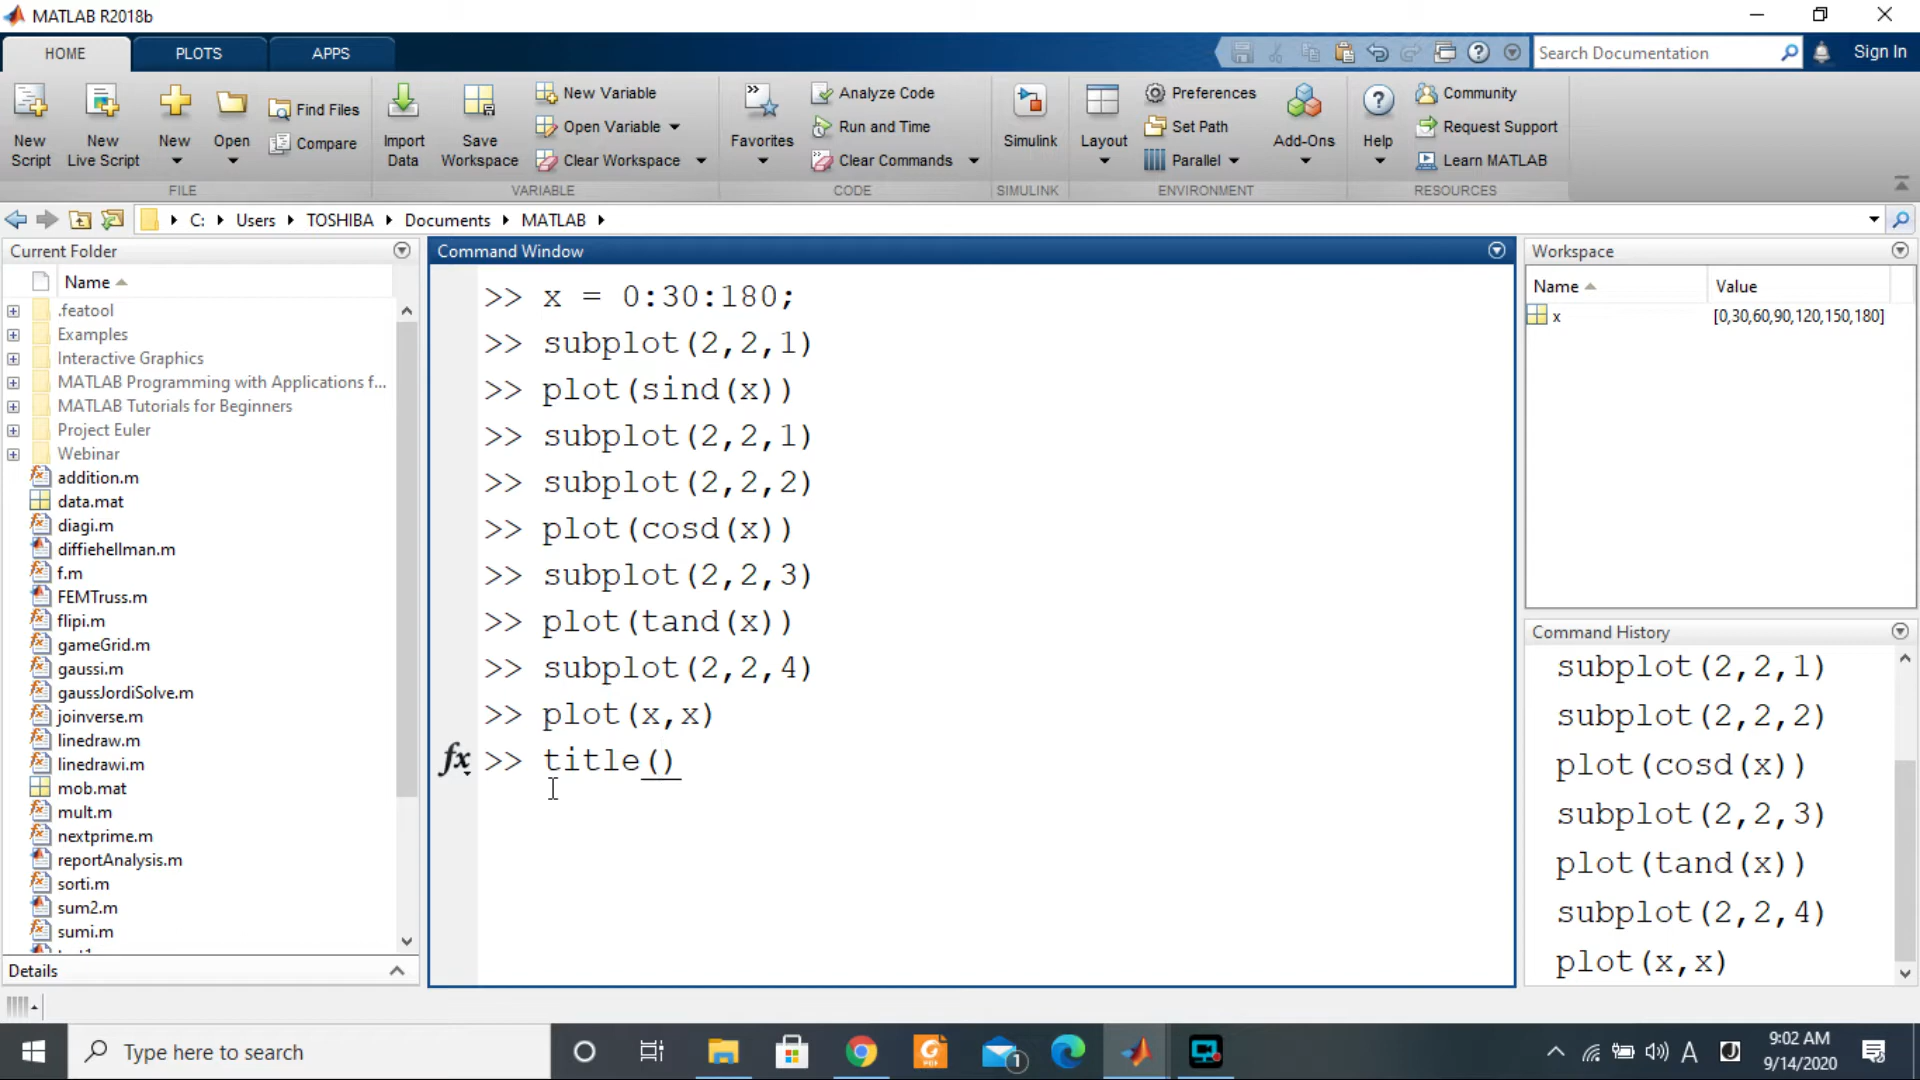 MATLAB R2018b
HOME
PLOTS
APPS
Search Documentation
Sign In
New Script
New Live Script
New
Open
Find Files
Compare
FILE
Import Data
Save Workspace
New Variable
Open Variable
Clear Workspace
VARIABLE
Favorites
Analyze Code
Run and Time
Clear Commands
CODE
Simulink
SIMULINK
Layout
Preferences
Set Path
Parallel
Add-Ons
ENVIRONMENT
Help
Community
Request Support
Learn MATLAB
RESOURCES
C: Users TOSHIBA Documents MATLAB
Current Folder
Name
.featool
Examples
Interactive Graphics
MATLAB Programming with Applications f...
MATLAB Tutorials for Beginners
Project Euler
Webinar
addition.m
data.mat
diagi.m
diffiehellman.m
f.m
FEMTruss.m
flipi.m
gameGrid.m
gaussi.m
gaussJordiSolve.m
joinverse.m
linedraw.m
linedrawi.m
mob.mat
mult.m
nextprime.m
reportAnalysis.m
sorti.m
sum2.m
sumi.m
Details
Command Window
>> x = 0:30:180;
>> subplot(2,2,1)
>> plot(sind(x))
>> subplot(2,2,1)
>> subplot(2,2,2)
>> plot(cosd(x))
>> subplot(2,2,3)
>> plot(tand(x))
>> subplot(2,2,4)
>> plot(x,x)
fx >> title()
Workspace
Name Value
x [0,30,60,90,120,150,180]
Command History
subplot(2,2,1)
subplot(2,2,2)
plot(cosd(x))
subplot(2,2,3)
plot(tand(x))
subplot(2,2,4)
plot(x,x)
Type here to search
1
A
J
9:02 AM
9/14/2020